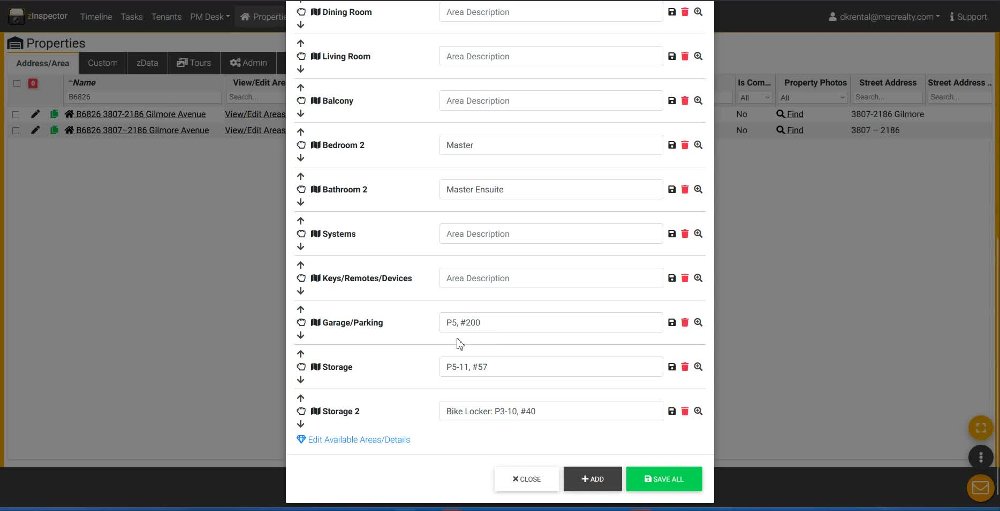 zInspector
Timeline
Tasks
Tenants
PM Desk
Propertie
dkrental@macrealty.com
Support
Properties
Address/Area
Custom
zData
Tours
Admin
0
Name
View/Edit Are
Is Com...
Property Photos
Street Address
Street Address ..
B6826
Search...
All
All
Search...
Search...
B6826 3807-2186 Gilmore Avenue
View/Edit Areas
No
Find
3807-2186 Gilmore
B6826 3807–2186 Gilmore Avenue
View/Edit Areas
No
Find
3807 – 2186
Dining Room
Area Description
Living Room
Area Description
Balcony
Area Description
Bedroom 2
Master
Bathroom 2
Master Ensuite
Systems
Area Description
Keys/Remotes/Devices
Area Description
Garage/Parking
P5, #200
Storage
P5-11, #57
Storage 2
Bike Locker: P3-10, #40
Edit Available Areas/Details
CLOSE
ADD
SAVE ALL